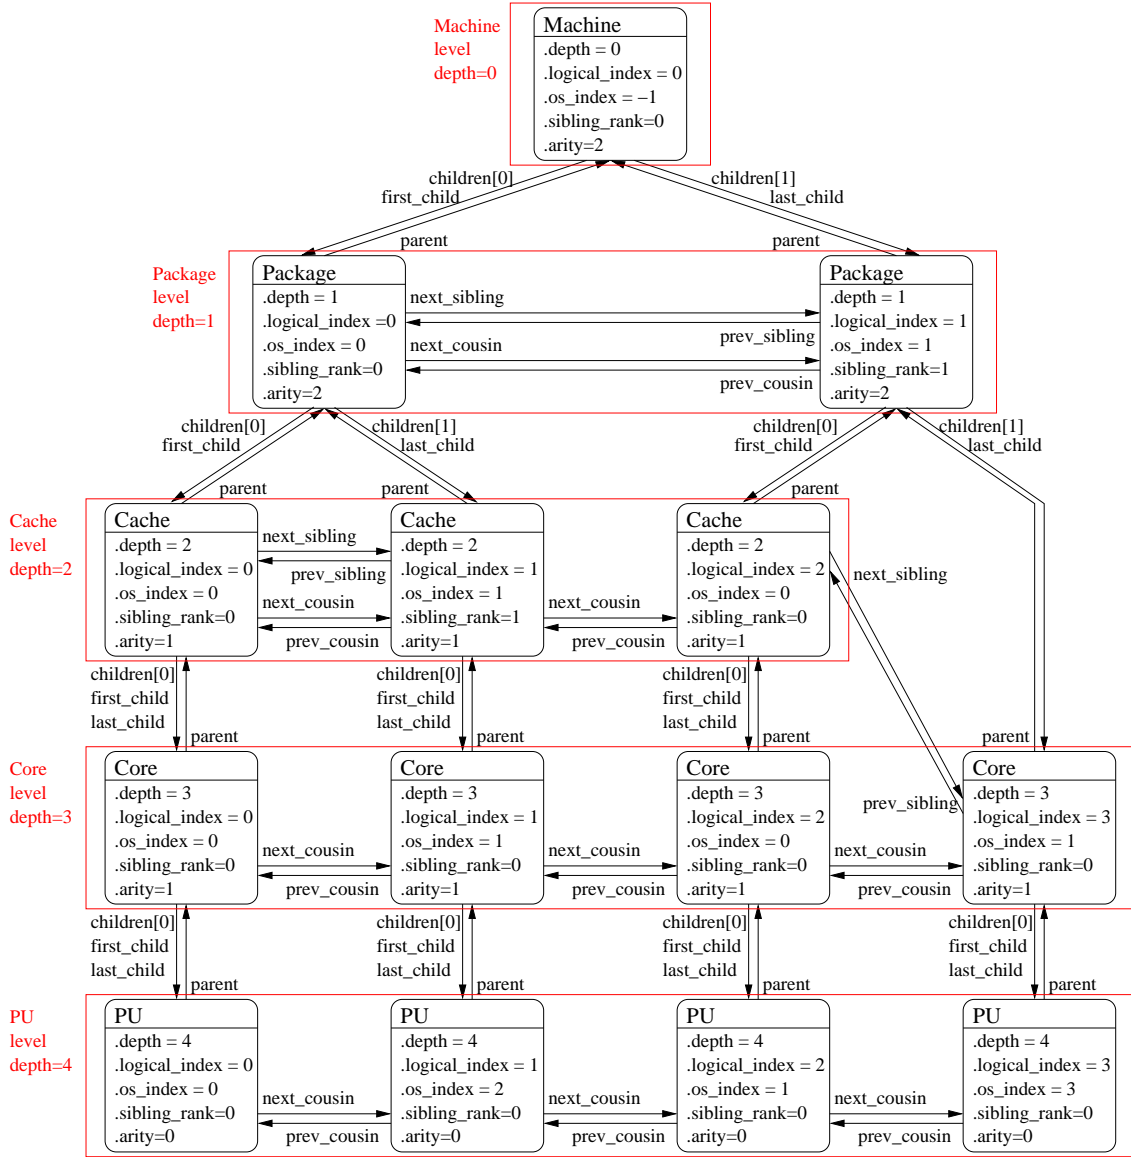 Machine
level
depth=0
Machine
.depth = 0
.logical_index = 0
.os_index = −1
.sibling_rank=0
.arity=2
children[0]
first_child
children[1]
last_child
parent
parent
Package
level
depth=1
Package
.depth = 1
.logical_index =0
.os_index = 0
.sibling_rank=0
.arity=2
next_sibling
prev_sibling
next_cousin
prev_cousin
Package
.depth = 1
.logical_index = 1
.os_index = 1
.sibling_rank=1
.arity=2
children[0]
first_child
children[1]
last_child
children[0]
first_child
children[1]
last_child
parent
parent
parent
Cache
level
depth=2
Cache
.depth = 2
.logical_index = 0
.os_index = 0
.sibling_rank=0
.arity=1
next_sibling
prev_sibling
next_cousin
prev_cousin
Cache
.depth = 2
.logical_index = 1
.os_index = 1
.sibling_rank=1
.arity=1
next_cousin
prev_cousin
Cache
.depth = 2
.logical_index = 2
.os_index = 0
.sibling_rank=0
.arity=1
next_sibling
children[0]
first_child
last_child
parent
children[0]
first_child
last_child
parent
children[0]
first_child
last_child
parent
parent
Core
level
depth=3
Core
.depth = 3
.logical_index = 0
.os_index = 0
.sibling_rank=0
.arity=1
next_cousin
prev_cousin
Core
.depth = 3
.logical_index = 1
.os_index = 1
.sibling_rank=0
.arity=1
next_cousin
prev_cousin
Core
.depth = 3
.logical_index = 2
.os_index = 0
.sibling_rank=0
.arity=1
prev_sibling
next_cousin
prev_cousin
Core
.depth = 3
.logical_index = 3
.os_index = 1
.sibling_rank=0
.arity=1
children[0]
first_child
last_child
parent
children[0]
first_child
last_child
parent
children[0]
first_child
last_child
parent
children[0]
first_child
last_child
parent
PU
level
depth=4
PU
.depth = 4
.logical_index = 0
.os_index = 0
.sibling_rank=0
.arity=0
next_cousin
prev_cousin
PU
.depth = 4
.logical_index = 1
.os_index = 2
.sibling_rank=0
.arity=0
next_cousin
prev_cousin
PU
.depth = 4
.logical_index = 2
.os_index = 1
.sibling_rank=0
.arity=0
next_cousin
prev_cousin
PU
.depth = 4
.logical_index = 3
.os_index = 3
.sibling_rank=0
.arity=0